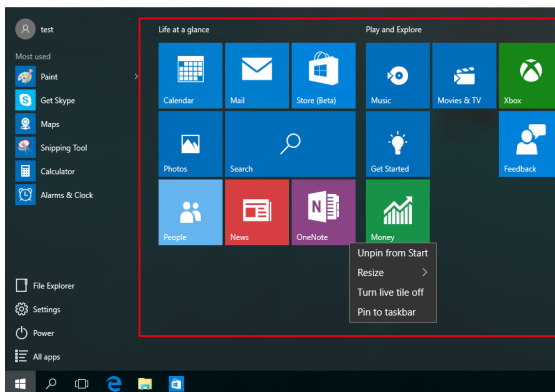 test
Most used
Paint
Get Skype
Maps
Snipping Tool
Calculator
Alarms & Clock
File Explorer
Settings
Power
All apps
Life at a glance
Play and Explore
Calendar
Mail
Store (Beta)
Music
Movies & TV
Xbox
Photos
Search
Get Started
Feedback
People
News
OneNote
Money
Unpin from Start
Resize
Turn live tile off
Pin to taskbar